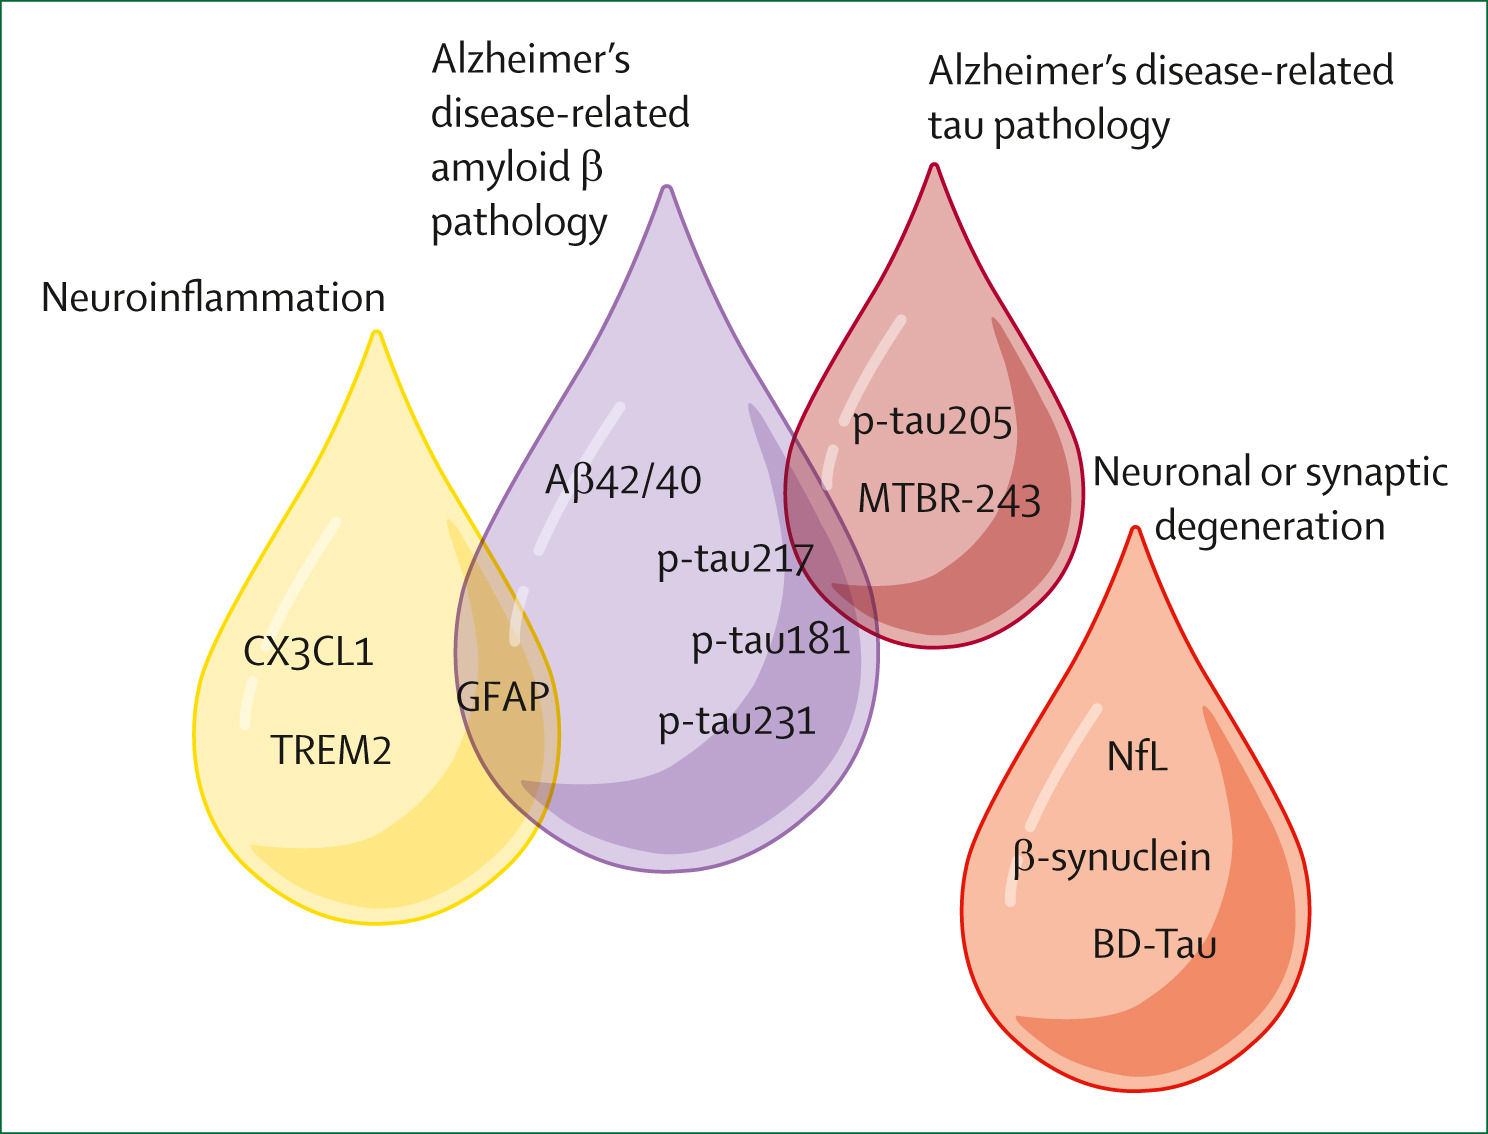 Alzheimer’s
disease-related
amyloid β
pathology
Alzheimer’s disease-related
tau pathology
Neuroinflammation
Neuronal or synaptic
degeneration
CX3CL1
TREM2
GFAP
Aβ42/40
p-tau217
p-tau181
p-tau231
p-tau205
MTBR-243
NfL
β-synuclein
BD-Tau